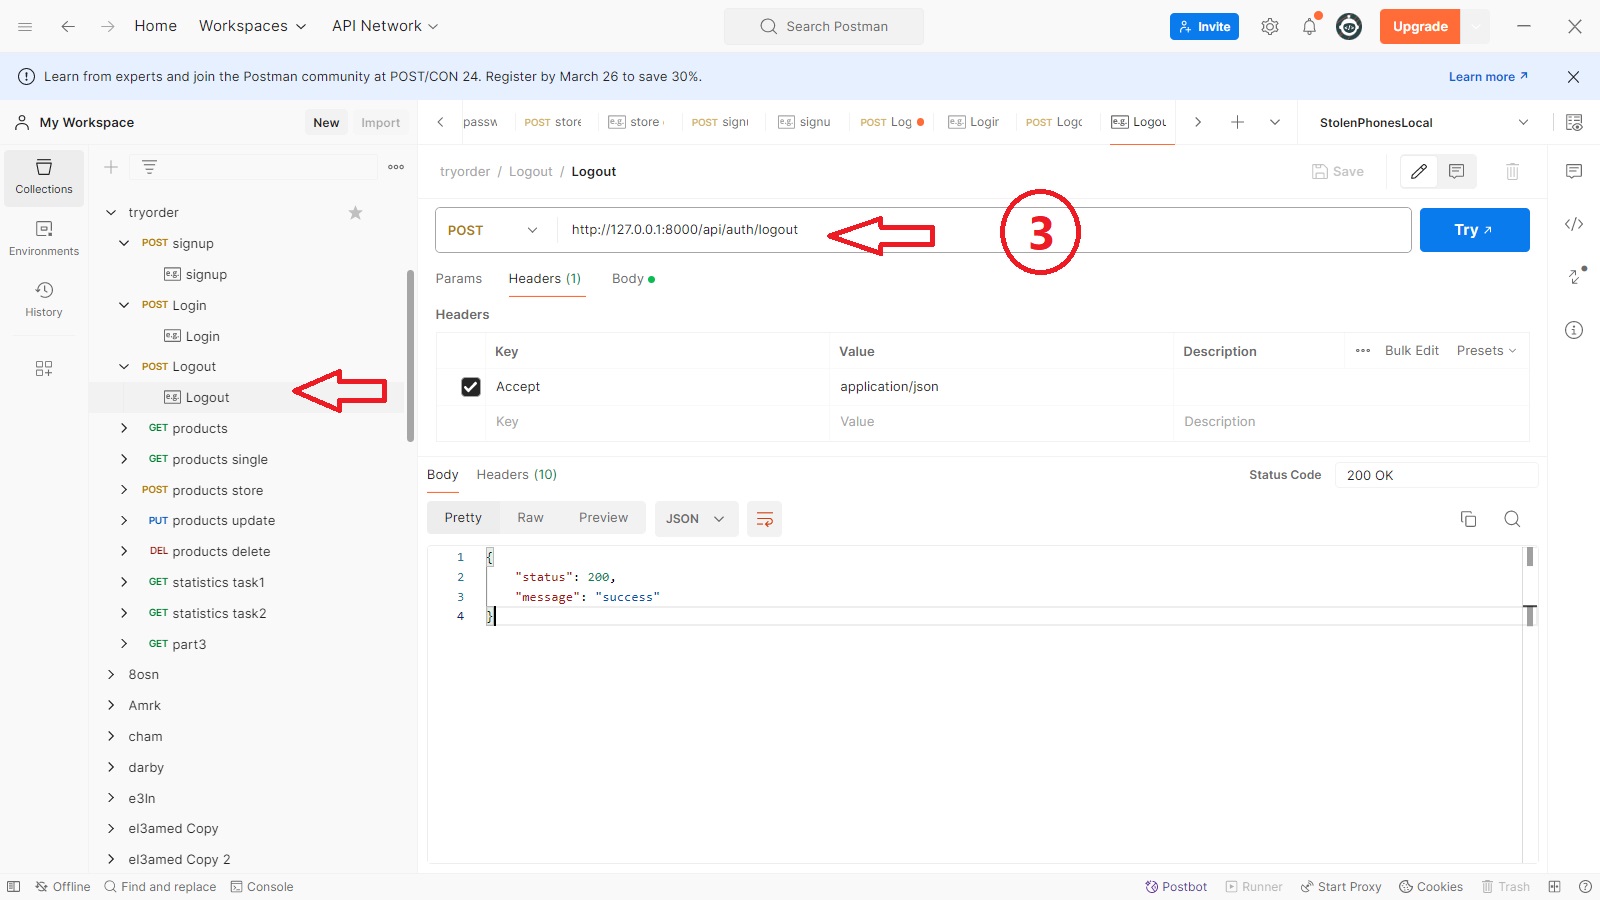 Home Workspaces API Network Search Postman Invite Upgrade
Learn from experts and join the Postman community at POST/CON 24. Register by March 26 to save 30%. Learn more ↗
My Workspace New Import passw POST store e.g. store POST signu e.g. signu POST Log e.g. Login POST Logo e.g. Logou StolenPhonesLocal
Collections
Environments
History
tryorder
POST signup
e.g. signup
POST Login
e.g. Login
POST Logout
e.g. Logout
GET products
GET products single
POST products store
PUT products update
DEL products delete
GET statistics task1
GET statistics task2
GET part3
8osn
Amrk
cham
darby
e3ln
el3amed Copy
el3amed Copy 2
tryorder / Logout / Logout Save
POST http://127.0.0.1:8000/api/auth/logout 3 Try ↗
Params Headers (1) Body
Headers
Key Value Description ••• Bulk Edit Presets
Accept application/json
Key Value Description
Body Headers (10) Status Code 200 OK
Pretty Raw Preview JSON
1 {
2 "status": 200,
3 "message": "success"
4 }
Offline Find and replace Console Postbot Runner Start Proxy Cookies Trash